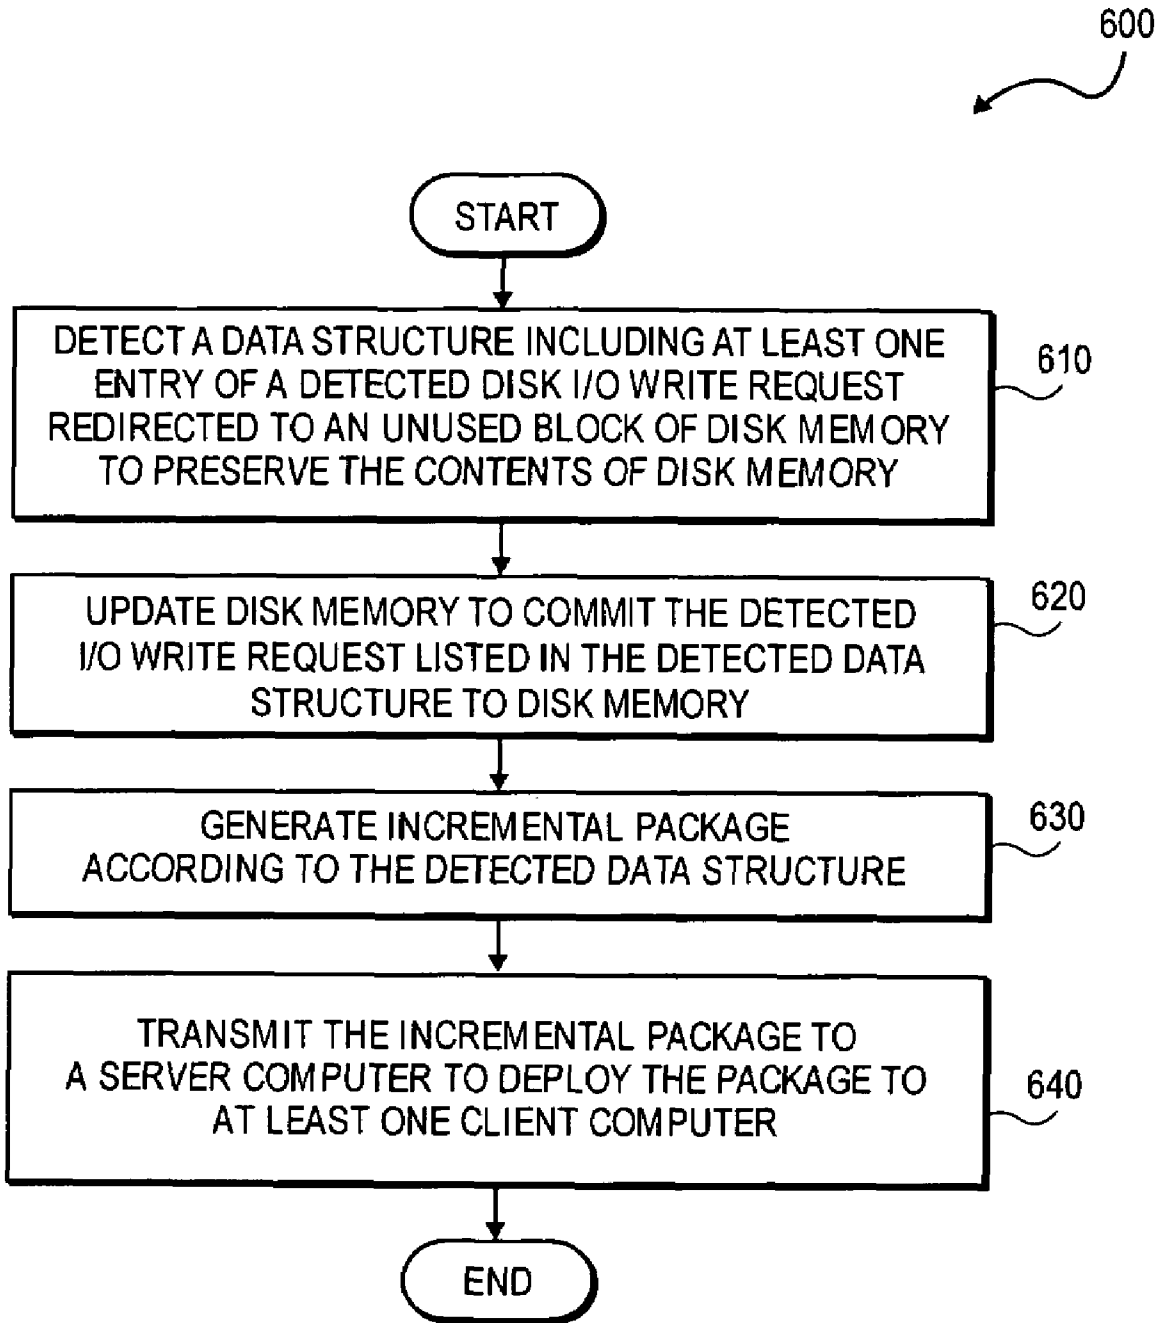 600
START
DETECT A DATA STRUCTURE INCLUDING AT LEAST ONE
ENTRY OF A DETECTED DISK I/O WRITE REQUEST
REDIRECTED TO AN UNUSED BLOCK OF DISK MEMORY
TO PRESERVE THE CONTENTS OF DISK MEMORY
610
UPDATE DISK MEMORY TO COMMIT THE DETECTED
I/O WRITE REQUEST LISTED IN THE DETECTED DATA
STRUCTURE TO DISK MEMORY
620
GENERATE INCREMENTAL PACKAGE
ACCORDING TO THE DETECTED DATA STRUCTURE
630
TRANSMIT THE INCREMENTAL PACKAGE TO
A SERVER COMPUTER TO DEPLOY THE PACKAGE TO
AT LEAST ONE CLIENT COMPUTER
640
END